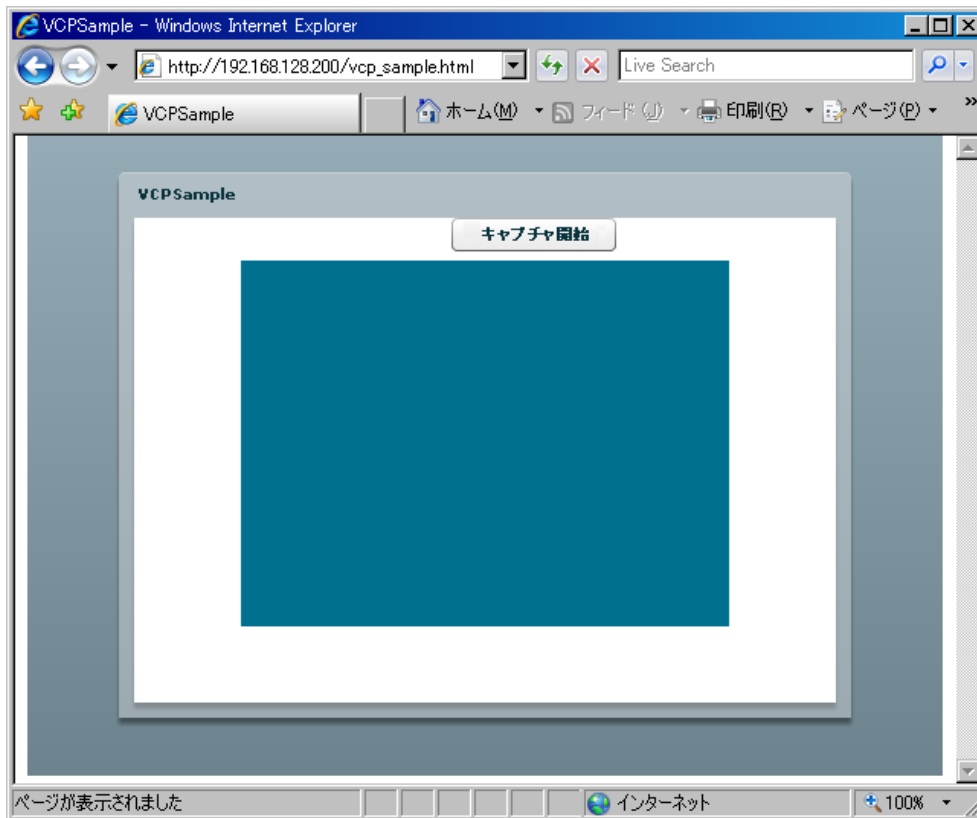 VCPSample - Windows Internet Explorer
http://192.168.128.200/vcp_sample.html
Live Search
VCPSample
ホーム(M)
フィード(J)
印刷(R)
ページ(P)
»
VCPSample
キャプチャ開始
ページが表示されました
インターネット
100%